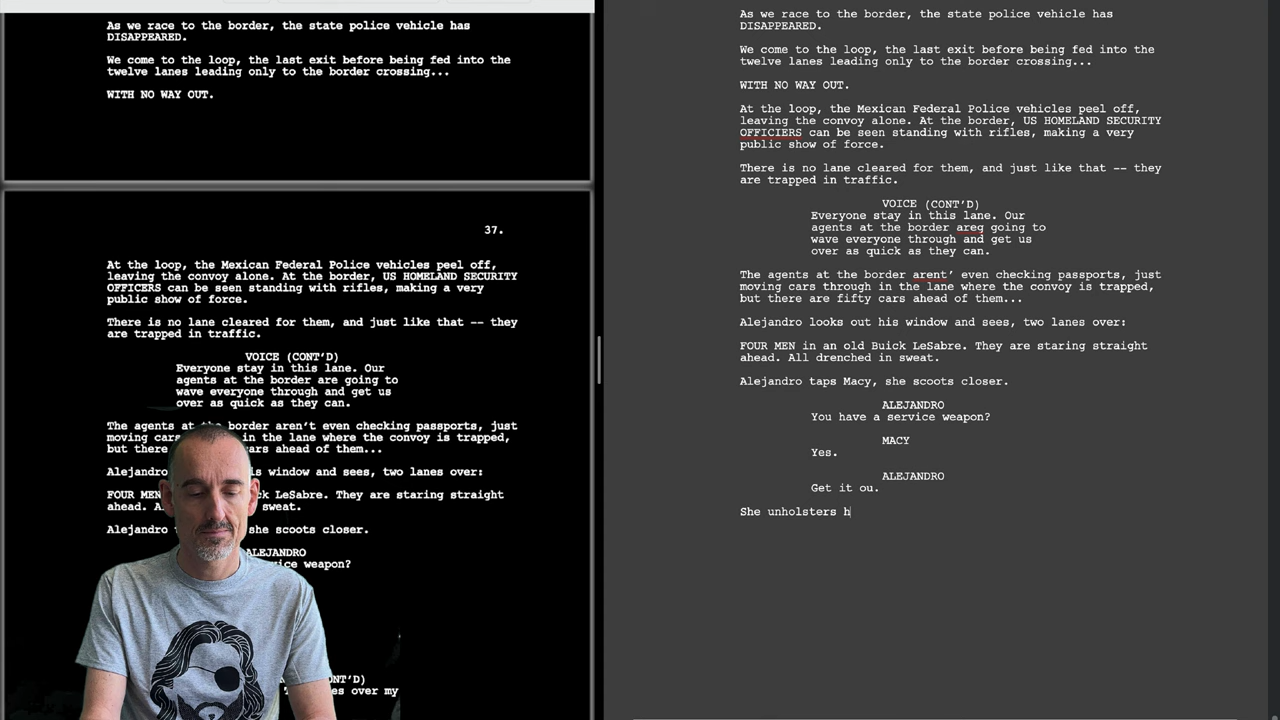 As we race to the border, the state police vehicle has
DISAPPEARED.
We come to the loop, the last exit before being fed into the
twelve lanes leading only to the border crossing...
WITH NO WAY OUT.
37.
At the loop, the Mexican Federal Police vehicles peel off,
leaving the convoy alone. At the border, US HOMELAND SECURITY
OFFICERS can be seen standing with rifles, making a very
public show of force.
There is no lane cleared for them, and just like that -- they
are trapped in traffic.
VOICE (CONT'D)
Everyone stay in this lane. Our
agents at the border are going to
wave everyone through and get us
over as quick as they can.
The agents at the border aren't even checking passports, just
moving cars in the lane where the convoy is trapped,
but there cars ahead of them...
Alejandro window and sees, two lanes over:
FOUR MEN LeSabre. They are staring straight
ahead. sweat.
Alejandro she scoots closer.
ALEJANDRO
weapon?
over my
As we race to the border, the state police vehicle has
DISAPPEARED.
We come to the loop, the last exit before being fed into the
twelve lanes leading only to the border crossing...
WITH NO WAY OUT.
At the loop, the Mexican Federal Police vehicles peel off,
leaving the convoy alone. At the border, US HOMELAND SECURITY
OFFICIERS can be seen standing with rifles, making a very
public show of force.
There is no lane cleared for them, and just like that -- they
are trapped in traffic.
VOICE (CONT'D)
Everyone stay in this lane. Our
agents at the border areg going to
wave everyone through and get us
over as quick as they can.
The agents at the border arent' even checking passports, just
moving cars through in the lane where the convoy is trapped,
but there are fifty cars ahead of them...
Alejandro looks out his window and sees, two lanes over:
FOUR MEN in an old Buick LeSabre. They are staring straight
ahead. All drenched in sweat.
Alejandro taps Macy, she scoots closer.
ALEJANDRO
You have a service weapon?
MACY
Yes.
ALEJANDRO
Get it ou.
She unholsters h